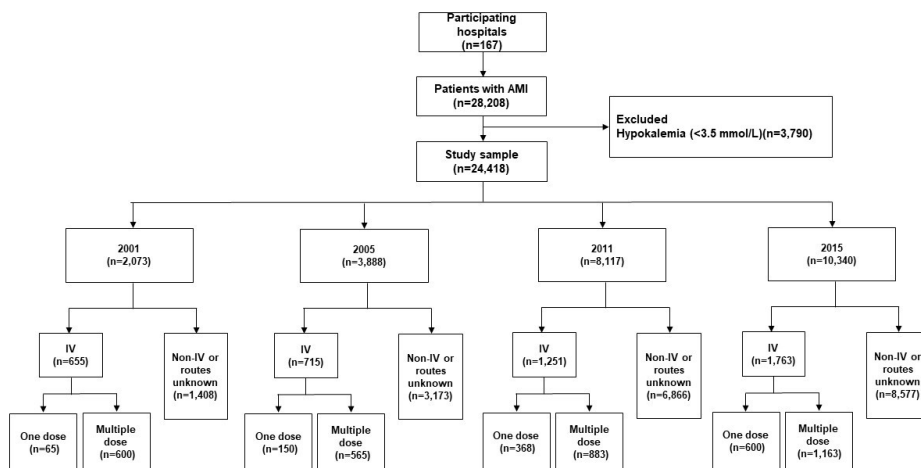 Participating
hospitals
(n=167)
Patients with AMI
(n=28,208)
Excluded
Hypokalemia (<3.5 mmol/L)(n=3,790)
Study sample
(n=24,418)
2001
(n=2,073)
2005
(n=3,888)
2011
(n=8,117)
2015
(n=10,340)
IV
(n=655)
Non-IV or
routes
unknown
(n=1,408)
IV
(n=715)
Non-IV or
routes
unknown
(n=3,173)
IV
(n=1,251)
Non-IV or
routes
unknown
(n=6,866)
IV
(n=1,763)
Non-IV or
routes
unknown
(n=8,577)
One dose
(n=65)
Multiple
dose
(n=600)
One dose
(n=150)
Multiple
dose
(n=565)
One dose
(n=368)
Multiple
dose
(n=883)
One dose
(n=600)
Multiple
dose
(n=1,163)